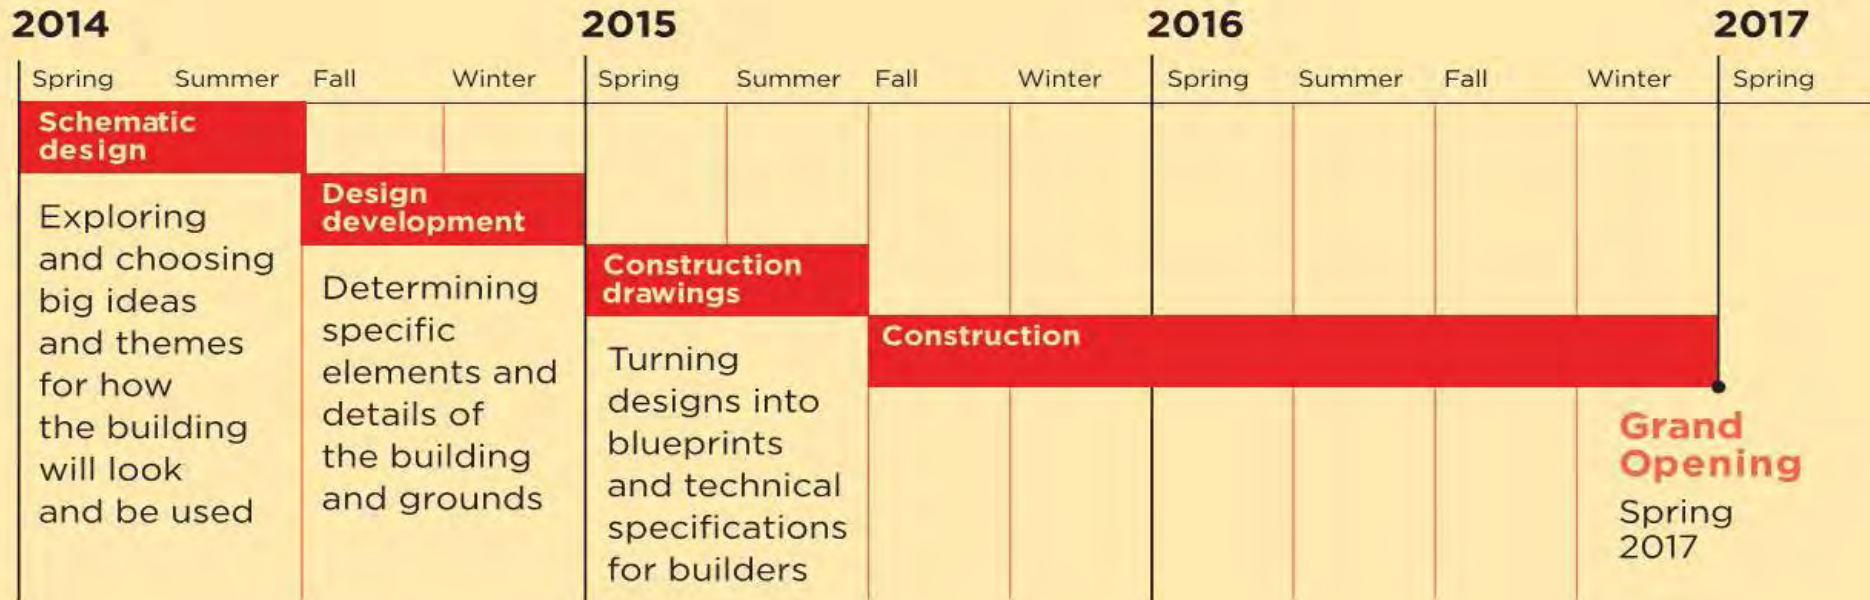 2014 2015 2016 2017
Spring Summer Fall Winter Spring Summer Fall Winter Spring Summer Fall Winter Spring
Schematic
design
Exploring
and choosing
big ideas
and themes
for how
the building
will look
and be used
Design
development
Determining
specific
elements and
details of
the building
and grounds
Construction
drawings
Turning
designs into
blueprints
and technical
specifications
for builders
Construction
Grand
Opening
Spring
2017